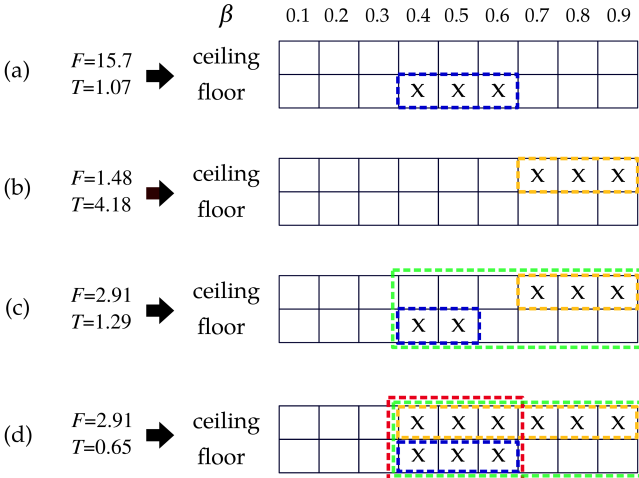 β 0.1 0.2 0.3 0.4 0.5 0.6 0.7 0.8 0.9
(a) F=15.7 ceiling
T=1.07 floor X X X
(b) F=1.48 ceiling X X X
T=4.18 floor
(c) F=2.91 ceiling X X X
T=1.29 floor X X
(d) F=2.91 ceiling X X X X X X
T=0.65 floor X X X